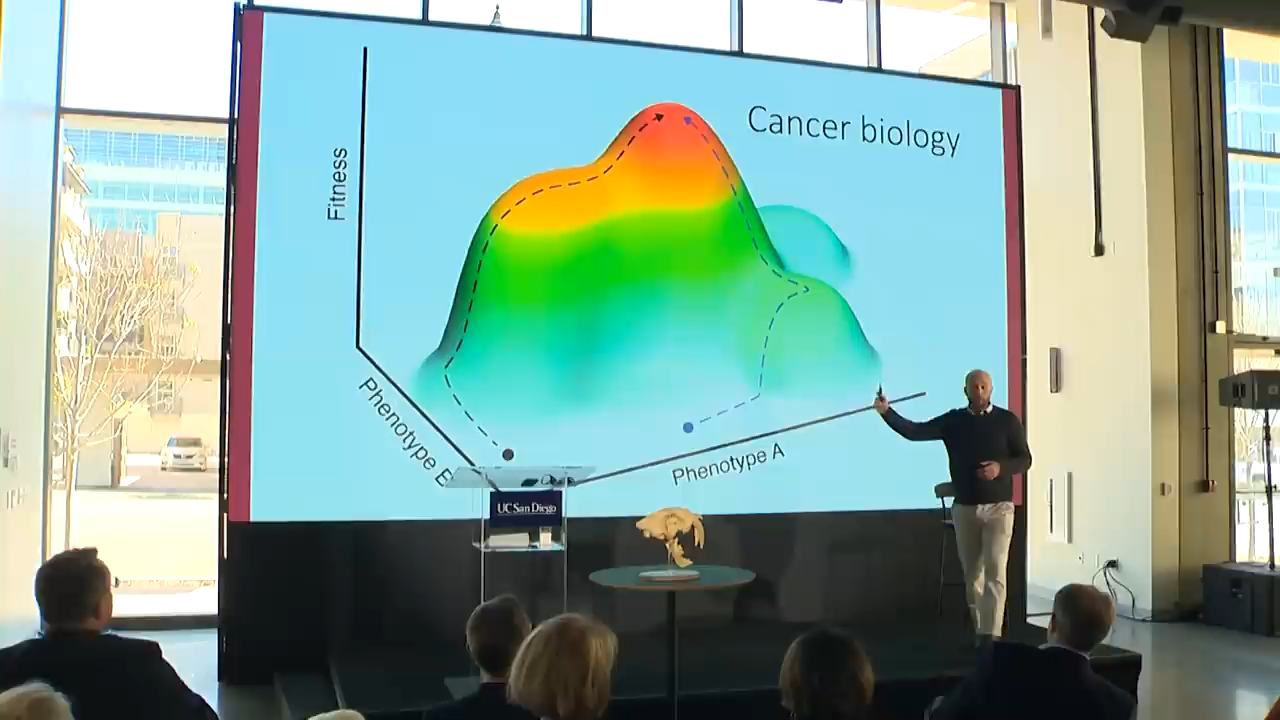 Cancer biology
Fitness
Phenotype B
Phenotype A
UC San Diego